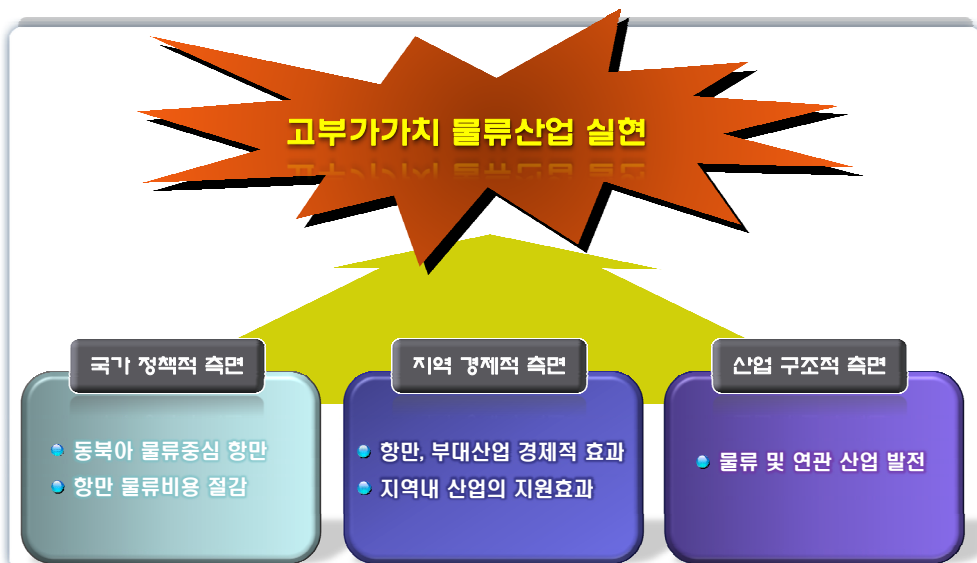 고부가가치 물류산업 실현
국가 정책적 측면
동북아 물류중심 항만
항만 물류비용 절감
지역 경제적 측면
항만, 부대산업 경제적 효과
지역내 산업의 지원효과
산업 구조적 측면
물류 및 연관 산업 발전